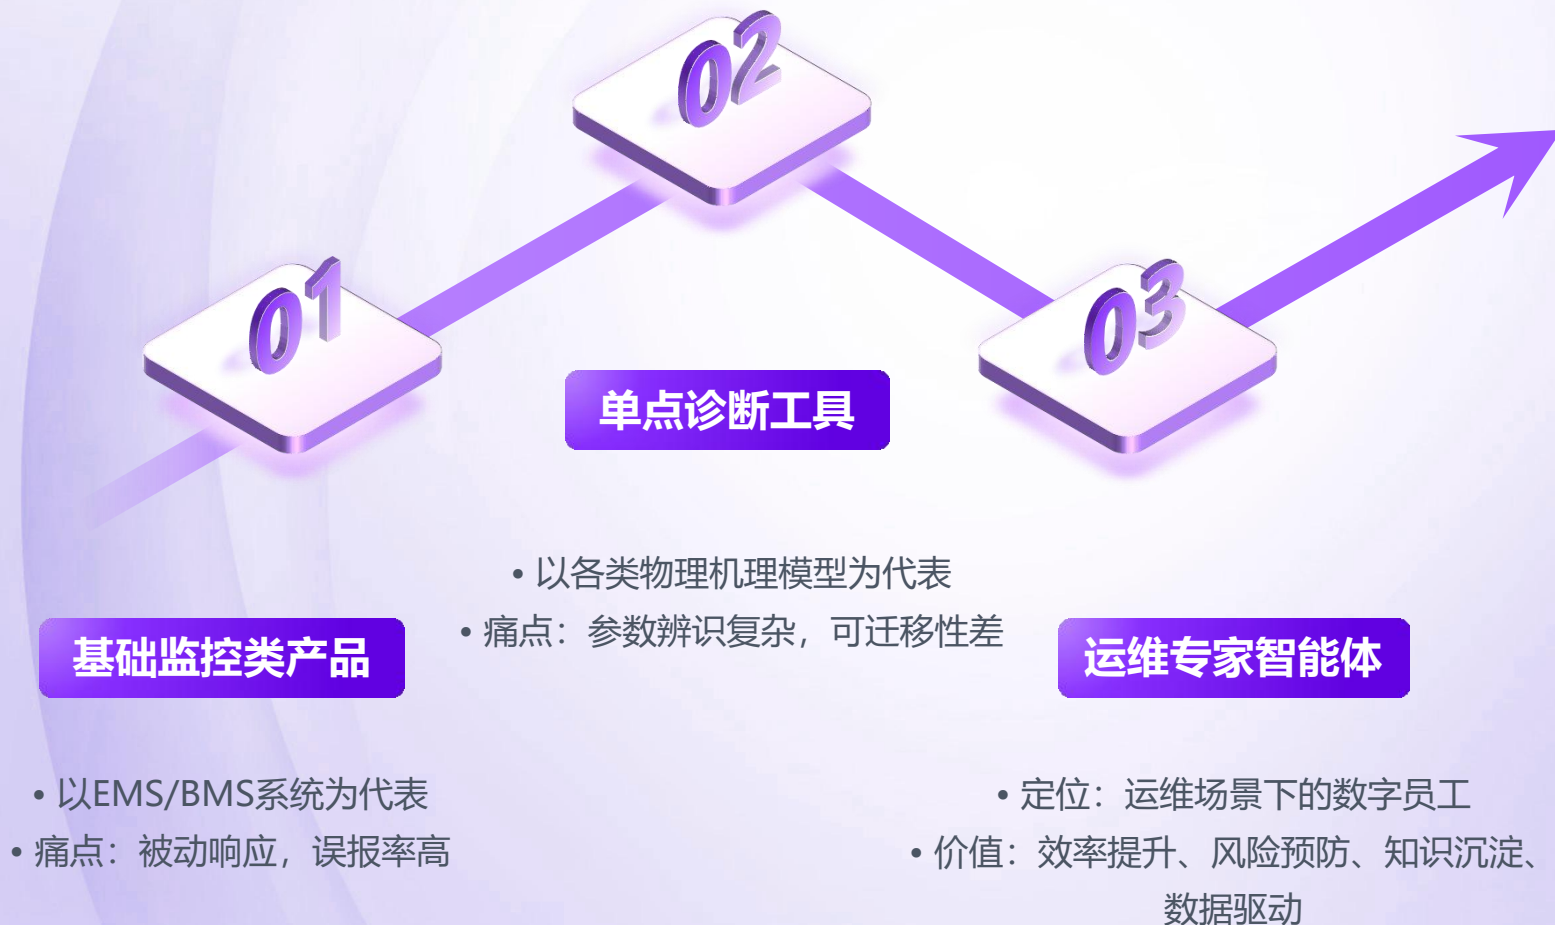 01
基础监控类产品
• 以EMS/BMS系统为代表
• 痛点：被动响应，误报率高
02
单点诊断工具
• 以各类物理机理模型为代表
• 痛点：参数辨识复杂，可迁移性差
03
运维专家智能体
• 定位：运维场景下的数字员工
• 价值：效率提升、风险预防、知识沉淀、
数据驱动